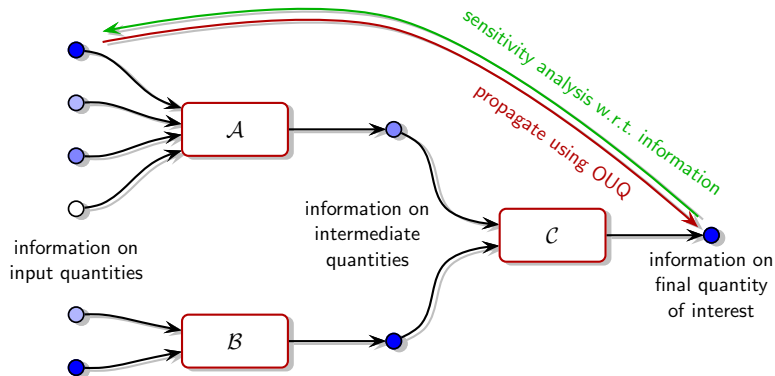 sensitivity analysis w.r.t. information
propagate using OUQ
𝒜
information on
intermediate
quantities
𝒞
information on
input quantities
information on
final quantity
of interest
ℬ